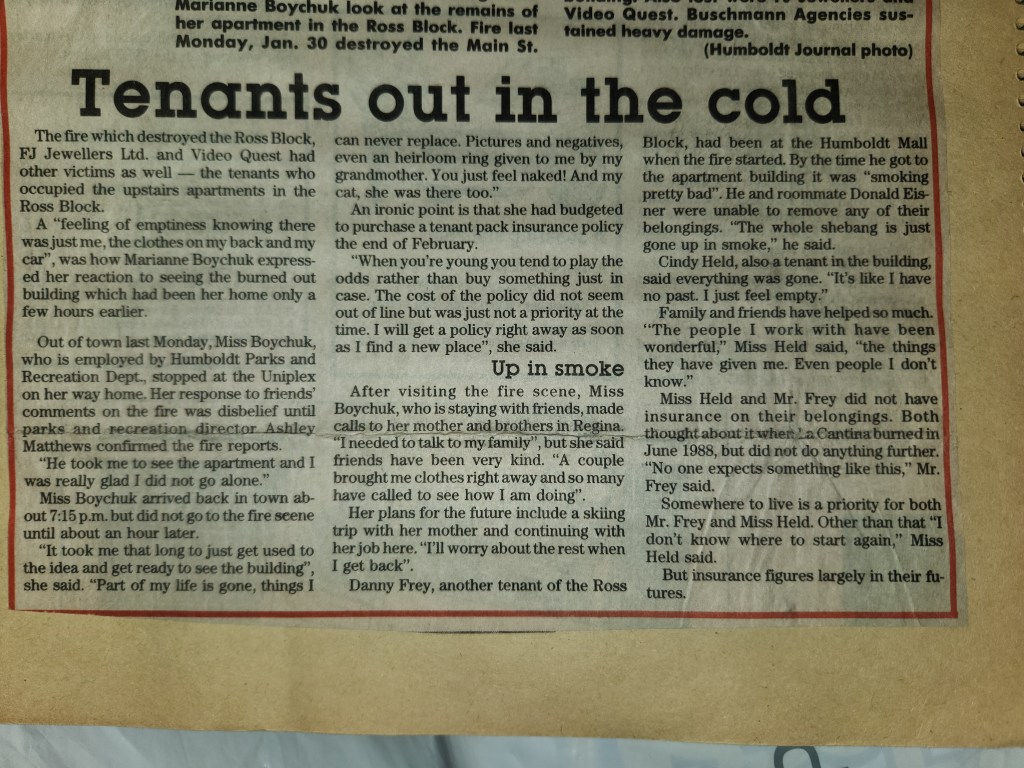 Marianne Boychuk look at the remains of
her apartment in the Ross Block. Fire last
Monday, Jan. 30 destroyed the Main St.
Video Quest. Buschmann Agencies sus-
tained heavy damage.
(Humboldt Journal photo)
Tenants out in the cold
The fire which destroyed the Ross Block,
FJ Jewellers Ltd. and Video Quest had
other victims as well — the tenants who
occupied the upstairs apartments in the
Ross Block.
A "feeling of emptiness knowing there
was just me, the clothes on my back and my
car", was how Marianne Boychuk express-
ed her reaction to seeing the burned out
building which had been her home only a
few hours earlier.
Out of town last Monday, Miss Boychuk,
who is employed by Humboldt Parks and
Recreation Dept., stopped at the Uniplex
on her way home. Her response to friends'
comments on the fire was disbelief until
parks and recreation director Ashley
Matthews confirmed the fire reports.
"He took me to see the apartment and I
was really glad I did not go alone."
Miss Boychuk arrived back in town ab-
out 7:15 p.m. but did not go to the fire scene
until about an hour later.
"It took me that long to just get used to
the idea and get ready to see the building",
she said. "Part of my life is gone, things I
can never replace. Pictures and negatives,
even an heirloom ring given to me by my
grandmother. You just feel naked! And my
cat, she was there too."
An ironic point is that she had budgeted
to purchase a tenant pack insurance policy
the end of February.
"When you're young you tend to play the
odds rather than buy something just in
case. The cost of the policy did not seem
out of line but was just not a priority at the
time. I will get a policy right away as soon
as I find a new place", she said.
Up in smoke
After visiting the fire scene, Miss
Boychuk, who is staying with friends, made
calls to her mother and brothers in Regina.
"I needed to talk to my family", but she said
friends have been very kind. "A couple
brought me clothes right away and so many
have called to see how I am doing".
Her plans for the future include a skiing
trip with her mother and continuing with
her job here. "I'll worry about the rest when
I get back".
Danny Frey, another tenant of the Ross
Block, had been at the Humboldt Mall
when the fire started. By the time he got to
the apartment building it was "smoking
pretty bad". He and roommate Donald Eis-
ner were unable to remove any of their
belongings. "The whole shebang is just
gone up in smoke," he said.
Cindy Held, also a tenant in the building,
said everything was gone. "It's like I have
no past. I just feel empty."
Family and friends have helped so much.
"The people I work with have been
wonderful," Miss Held said, "the things
they have given me. Even people I don't
know."
Miss Held and Mr. Frey did not have
insurance on their belongings. Both
thought about it when La Cantina burned in
June 1988, but did not do anything further.
"No one expects something like this," Mr.
Frey said.
Somewhere to live is a priority for both
Mr. Frey and Miss Held. Other than that "I
don't know where to start again," Miss
Held said.
But insurance figures largely in their fu-
tures.